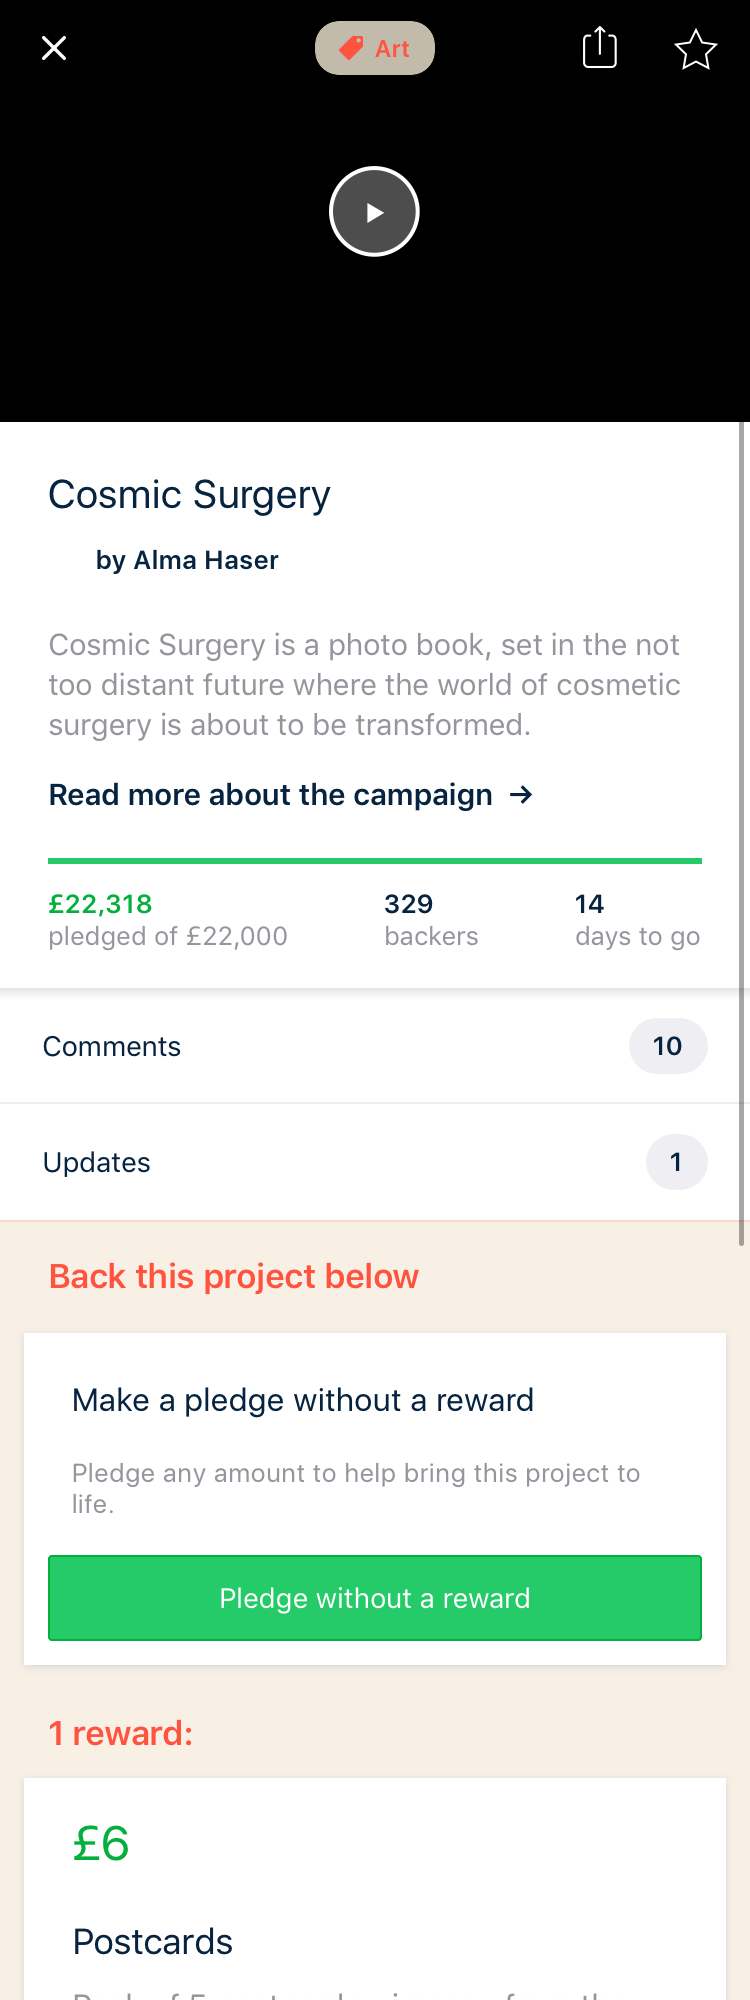 Art
Cosmic Surgery
by Alma Haser
Cosmic Surgery is a photo book, set in the not
too distant future where the world of cosmetic
surgery is about to be transformed.
Read more about the campaign →
£22,318 329 14
pledged of £22,000 backers days to go
Comments 10
Updates 1
Back this project below
Make a pledge without a reward
Pledge any amount to help bring this project to
life.
Pledge without a reward
1 reward:
£6
Postcards